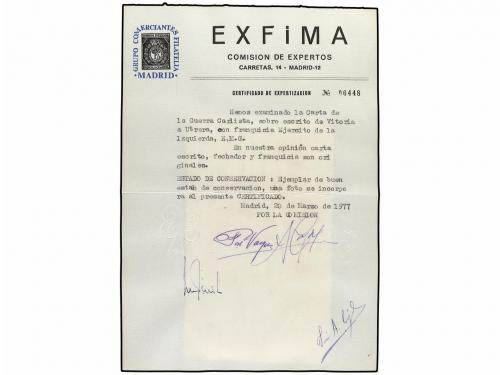 GRUPO COMERCIANTES FILATELIA
·MADRID·
EXFiMA
COMISION DE EXPERTOS
CARRETAS, 14 - MADRID-12
CERTIFICADO DE EXPERTIZACION № 06448
Hemos examinado la Carta de
la Guerra Carlista, sobre escrito de Vitoria
a Utrera, con franquicia Ejercito de la
Izquierda, E.M.G.
En nuestra opinión carta
escrito, fechador y franquicia son ori
ginales.
ESTADO DE CONSERVACION : Ejemplar de buen
estado de conservacion, una foto se incorpo
ra al presente CERTIFICADO.
Madrid, 20 de Marzo de 1977
POR LA COMISION